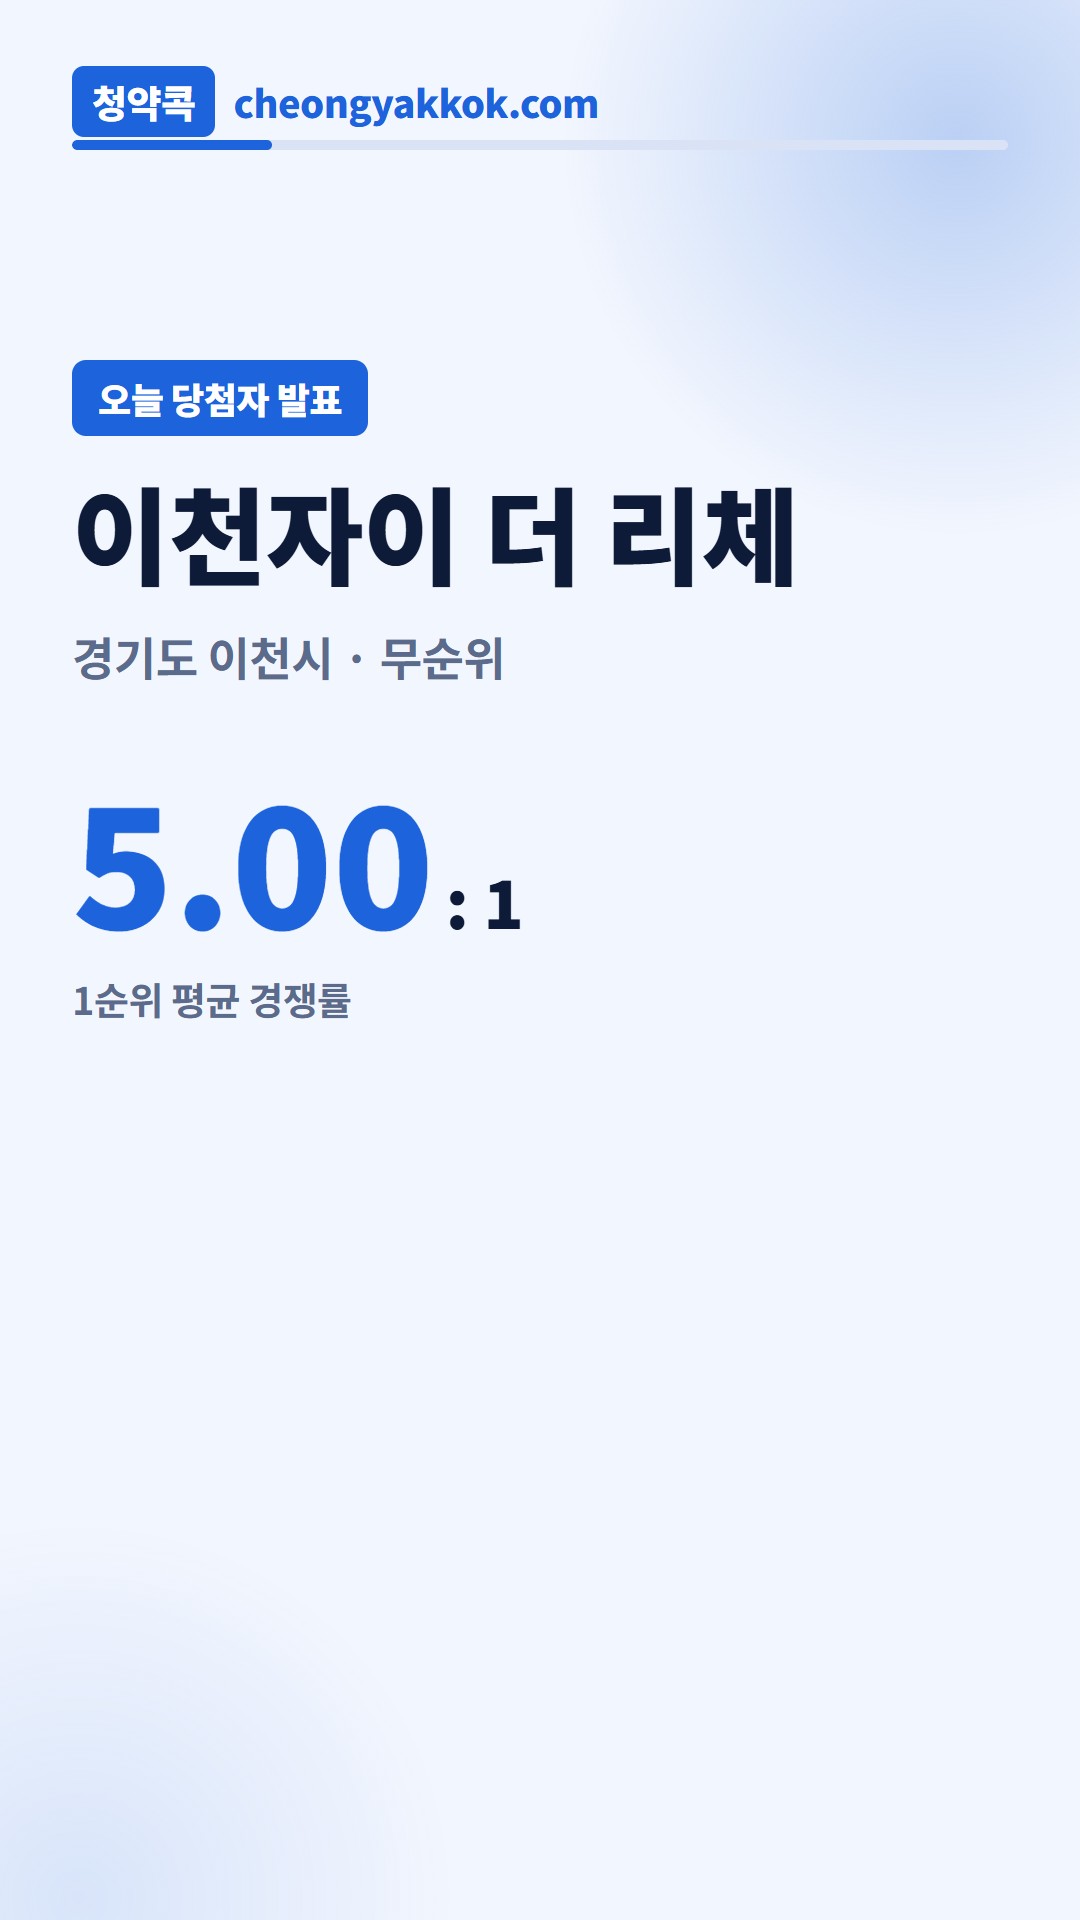 청약콕 cheongyakkok.com
오늘 당첨자 발표
이천자이 더 리체
경기도 이천시 · 무순위
5.00 : 1
1순위 평균 경쟁률